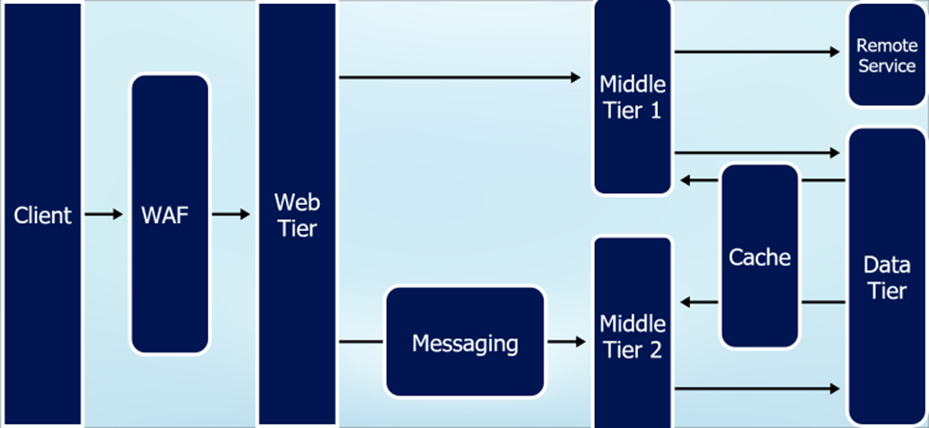 Client
WAF
Web
Tier
Messaging
Middle
Tier 1
Middle
Tier 2
Cache
Remote
Service
Data
Tier